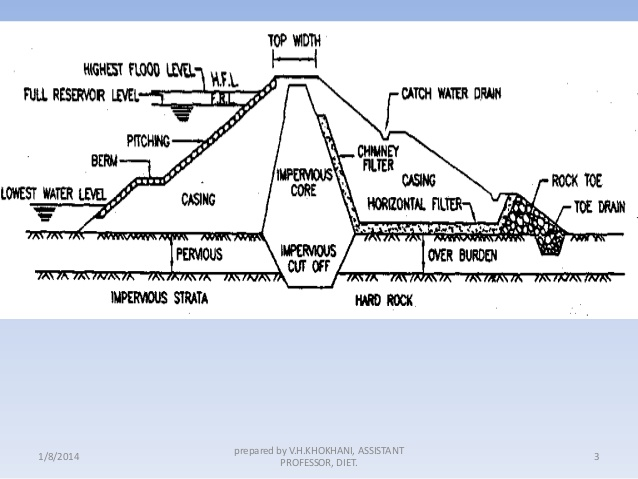 TOP WIDTH
HIGHEST FLOOD LEVEL
H.F.L
FULL RESERVOIR LEVEL
F.R.L
CATCH WATER DRAIN
PITCHING
CHIMNEY
FILTER
BERM
IMPERVIOUS
CORE
CASING
ROCK TOE
LOWEST WATER LEVEL
CASING
HORIZONTAL FILTER
TOE DRAIN
PERVIOUS
IMPERVIOUS
CUT OFF
OVER BURDEN
IMPERVIOUS STRATA
HARD ROCK
1/8/2014
prepared by V.H.KHOKHANI, ASSISTANT
PROFESSOR, DIET.
3